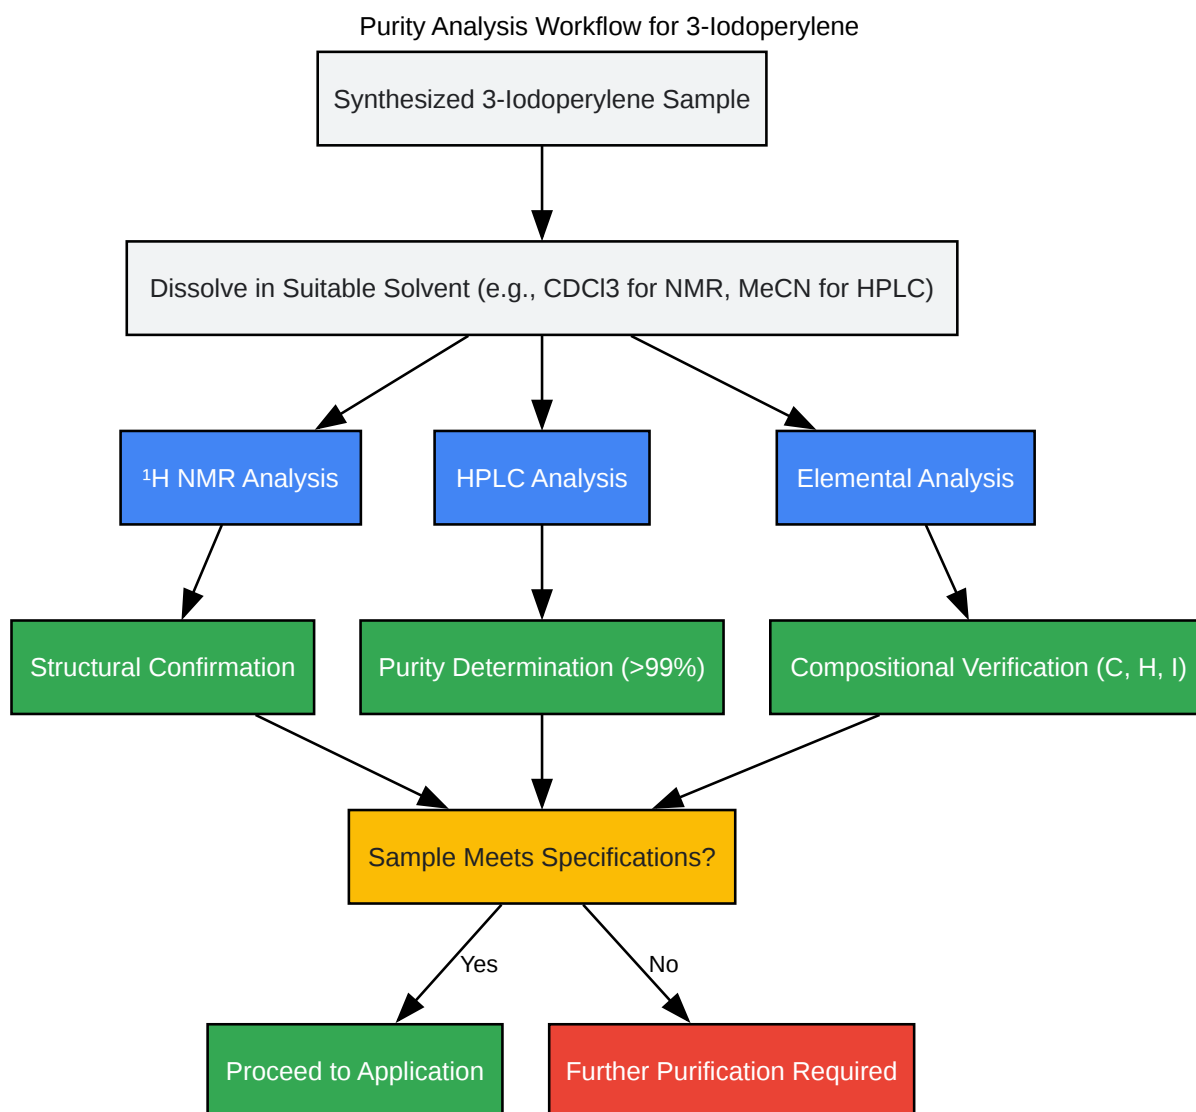 Purity Analysis Workflow for 3-Iodoperylene
Synthesized 3-Iodoperylene Sample
Dissolve in Suitable Solvent (e.g., CDCl3 for NMR, MeCN for HPLC)
¹H NMR Analysis
HPLC Analysis
Elemental Analysis
Structural Confirmation
Purity Determination (>99%)
Compositional Verification (C, H, I)
Sample Meets Specifications?
Yes
No
Proceed to Application
Further Purification Required